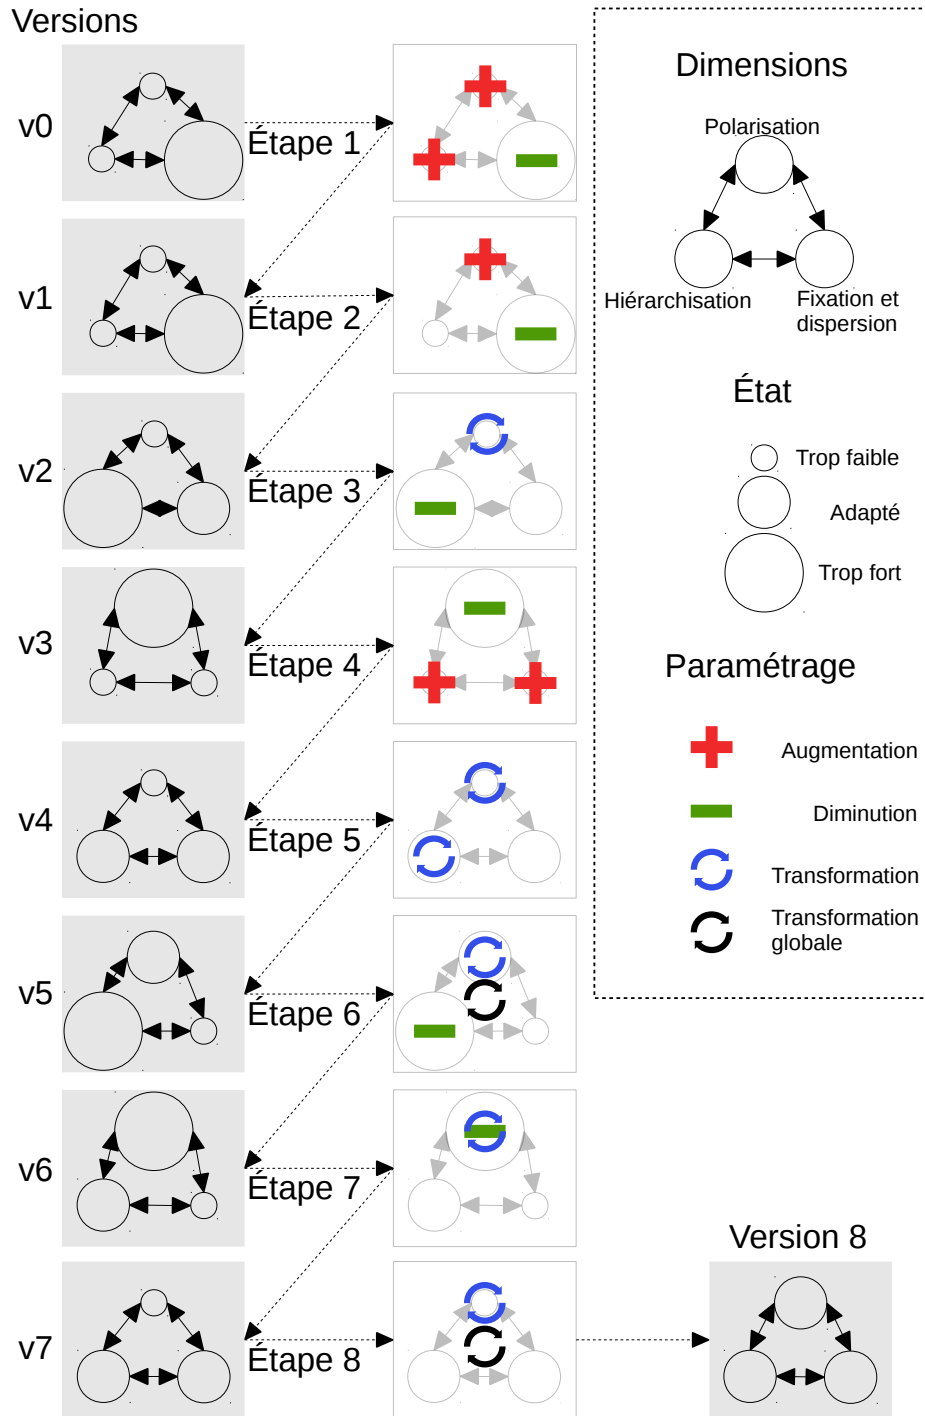 Versions
v0
Étape 1
v1
Étape 2
v2
Étape 3
v3
Étape 4
v4
Étape 5
v5
Étape 6
v6
Étape 7
v7
Étape 8
Dimensions
Polarisation
Hiérarchisation
Fixation et
dispersion
État
Trop faible
Adapté
Trop fort
Paramétrage
Augmentation
Diminution
Transformation
Transformation
globale
Version 8